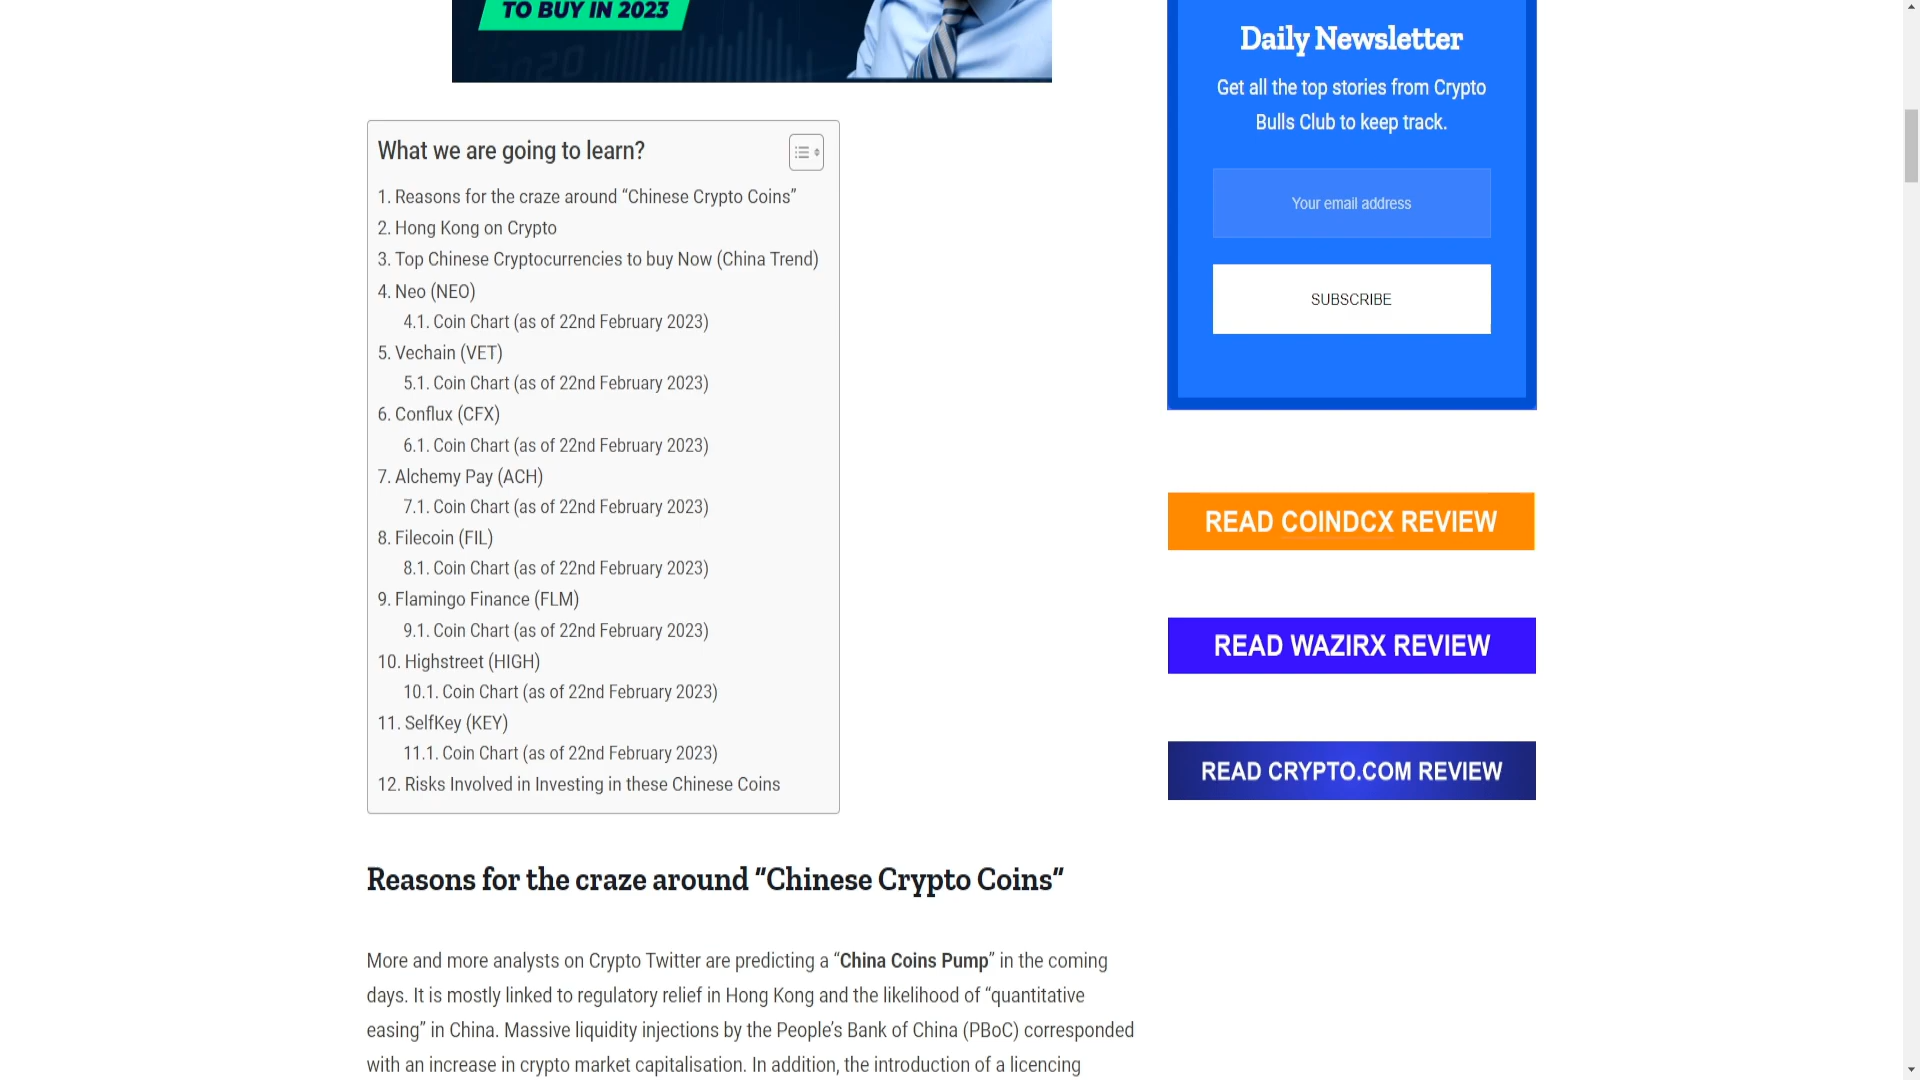 TO BUY IN 2023
What we are going to learn?
1. Reasons for the craze around “Chinese Crypto Coins”
2. Hong Kong on Crypto
3. Top Chinese Cryptocurrencies to buy Now (China Trend)
4. Neo (NEO)
4.1. Coin Chart (as of 22nd February 2023)
5. Vechain (VET)
5.1. Coin Chart (as of 22nd February 2023)
6. Conflux (CFX)
6.1. Coin Chart (as of 22nd February 2023)
7. Alchemy Pay (ACH)
7.1. Coin Chart (as of 22nd February 2023)
8. Filecoin (FIL)
8.1. Coin Chart (as of 22nd February 2023)
9. Flamingo Finance (FLM)
9.1. Coin Chart (as of 22nd February 2023)
10. Highstreet (HIGH)
10.1. Coin Chart (as of 22nd February 2023)
11. SelfKey (KEY)
11.1. Coin Chart (as of 22nd February 2023)
12. Risks Involved in Investing in these Chinese Coins
Reasons for the craze around “Chinese Crypto Coins”
More and more analysts on Crypto Twitter are predicting a “China Coins Pump” in the coming
days. It is mostly linked to regulatory relief in Hong Kong and the likelihood of “quantitative
easing” in China. Massive liquidity injections by the People’s Bank of China (PBoC) corresponded
with an increase in crypto market capitalisation. In addition, the introduction of a licencing
Daily Newsletter
Get all the top stories from Crypto
Bulls Club to keep track.
Your email address
SUBSCRIBE
READ COINDCX REVIEW
READ WAZIRX REVIEW
READ CRYPTO.COM REVIEW